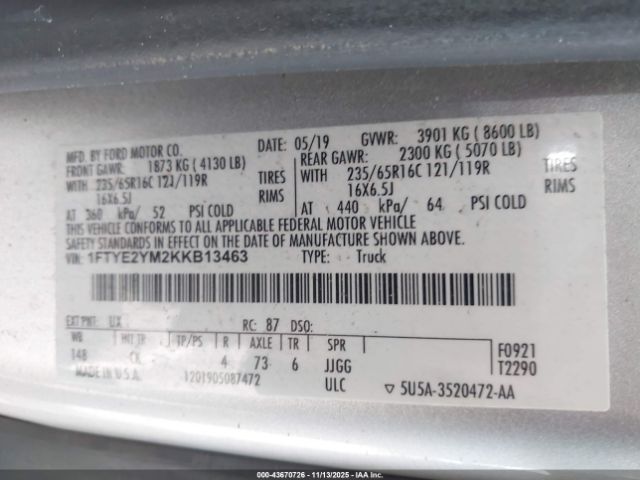 MFD. BY FORD MOTOR CO.
DATE: 05/19 GVWR: 3901 KG ( 8600 LB)
FRONT GAWR: 1873 KG ( 4130 LB)
REAR GAWR: 2300 KG ( 5070 LB)
WITH 235/65R16C 121/119R TIRES
WITH 235/65R16C 121/119R TIRES
16X6.5J RIMS
16X6.5J RIMS
AT 360 kPa/ 52 PSI COLD
AT 440 kPa/ 64 PSI COLD
THIS VEHICLE CONFORMS TO ALL APPLICABLE FEDERAL MOTOR VEHICLE
SAFETY STANDARDS IN EFFECT ON THE DATE OF MANUFACTURE SHOWN ABOVE.
VIN: 1FTYE2YM2KKB13463 TYPE: Truck
EXT PNT: UX RC: 87 DSO:
WB TP/PS R AXLE TR SPR
148 4 73 6 JJGG
ULC
F0921
T2290
MADE IN U.S.A. 1201905087472
▽ 5U5A-3520472-AA
00-43670726 - 11/13/2025 - IAAI.COM